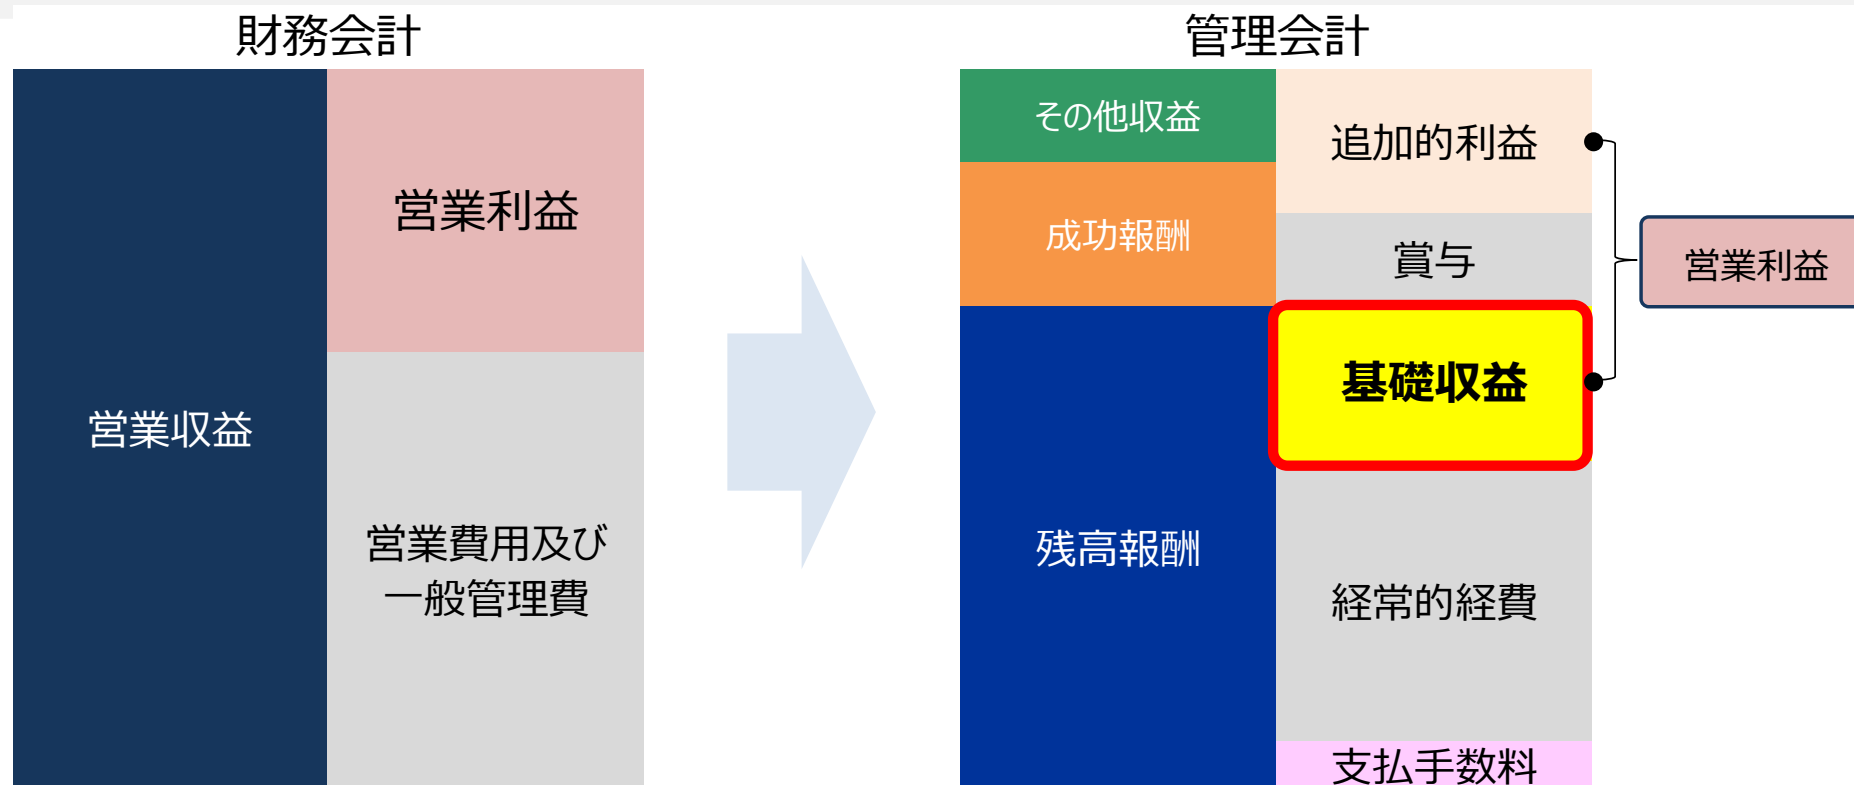 財務会計
営業収益
営業利益
営業費用及び
一般管理費
管理会計
その他収益
成功報酬
残高報酬
追加的利益
賞与
基礎収益
経常的経費
支払手数料
営業利益